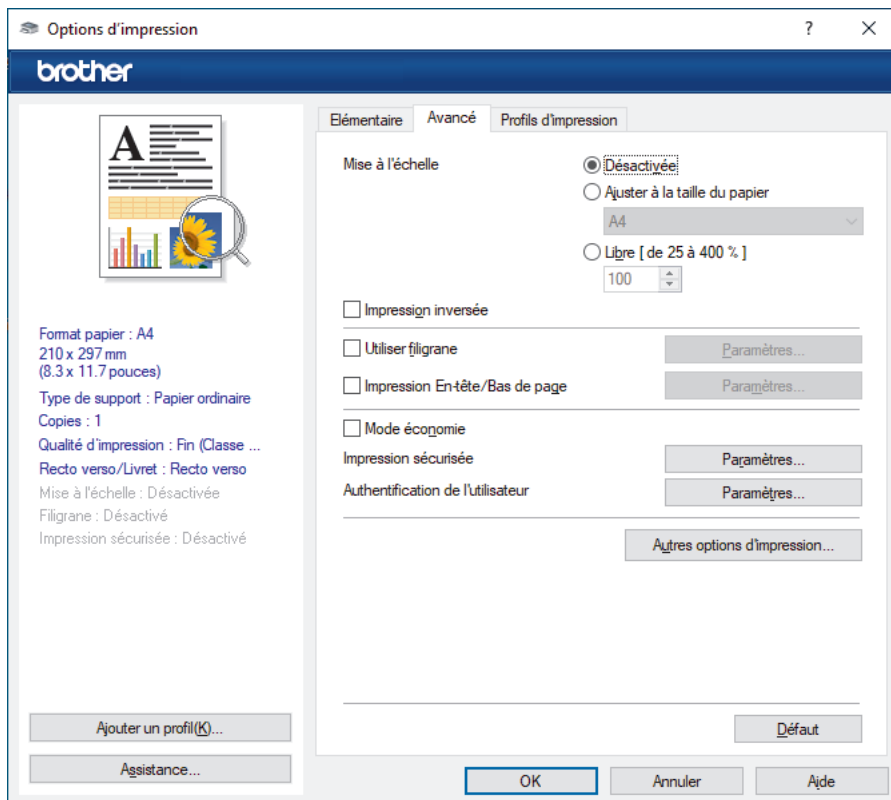 Options d'impression
brother
A
Format papier : A4
210 x 297 mm
(8.3 x 11.7 pouces)
Type de support : Papier ordinaire
Copies : 1
Qualité d'impression : Fin (Classe ...
Recto verso/Livret : Recto verso
Mise à l'échelle : Désactivée
Filigrane : Désactivé
Impression sécurisée : Désactivé
Ajouter un profil(K)...
Assistance...
Elémentaire
Avancé
Profils d'impression
Mise à l'échelle
Désactivée
Ajuster à la taille du papier
A4
Libre [ de 25 à 400 % ]
100
Impression inversée
Utiliser filigrane
Paramètres...
Impression En-tête/Bas de page
Paramètres...
Mode économie
Impression sécurisée
Paramètres...
Authentification de l'utilisateur
Paramètres...
Autres options d'impression...
Défaut
OK
Annuler
Aide